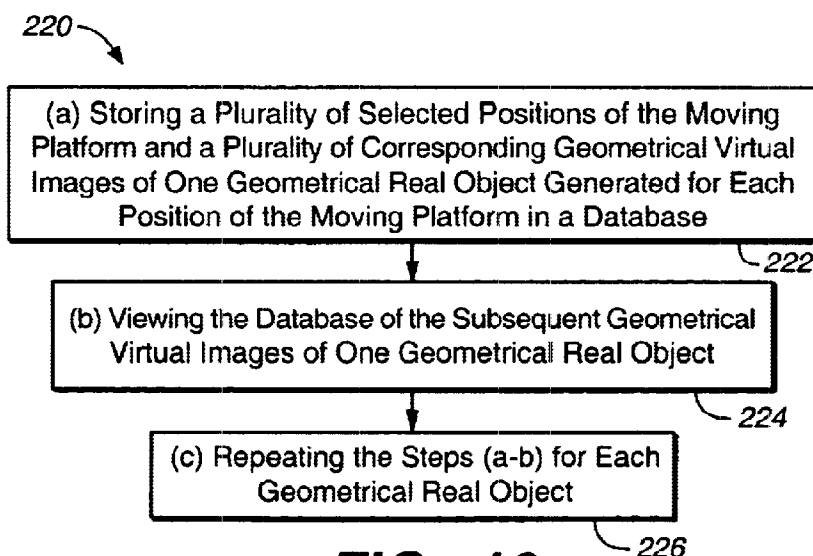 220
(a) Storing a Plurality of Selected Positions of the Moving
Platform and a Plurality of Corresponding Geometrical Virtual
Images of One Geometrical Real Object Generated for Each
Position of the Moving Platform in a Database
222
(b) Viewing the Database of the Subsequent Geometrical
Virtual Images of One Geometrical Real Object
224
(c) Repeating the Steps (a-b) for Each
Geometrical Real Object
226